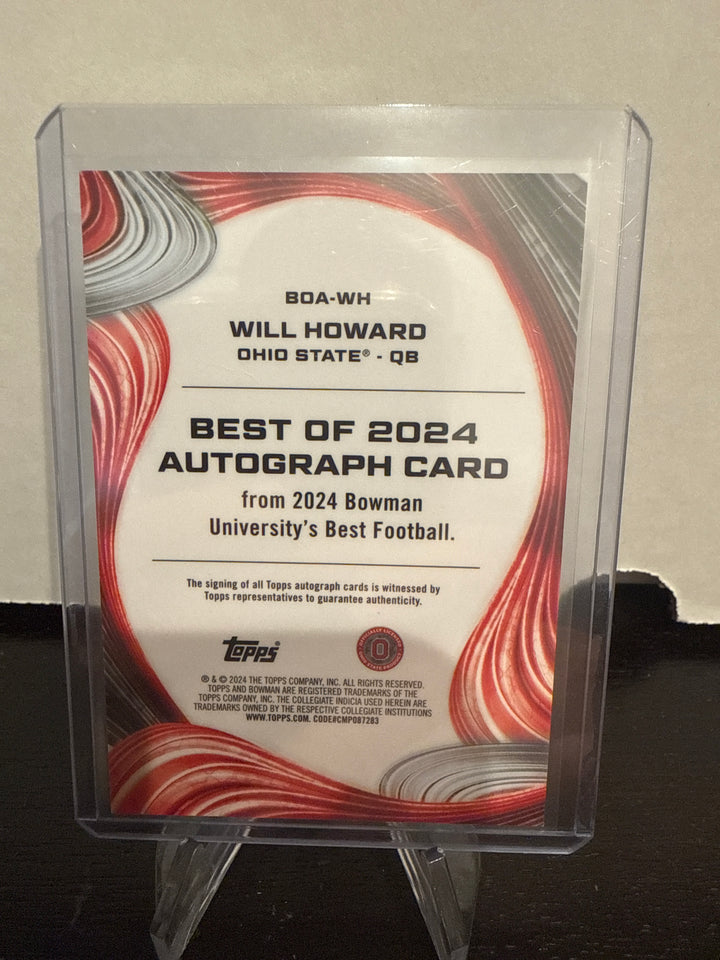 BOA-WH
WILL HOWARD
OHIO STATE® - QB
BEST OF 2024
AUTOGRAPH CARD
from 2024 Bowman
University's Best Football.
The signing of all Topps autograph cards is witnessed by
Topps representatives to guarantee authenticity.
topps®
OFFICIALLY LICENSED
O
® & © 2024 THE TOPPS COMPANY, INC. ALL RIGHTS RESERVED.
TOPPS AND BOWMAN ARE REGISTERED TRADEMARKS OF THE
TOPPS COMPANY, INC. THE COLLEGIATE INDICIA USED HEREIN ARE
TRADEMARKS OWNED BY THE RESPECTIVE COLLEGIATE INSTITUTIONS
WWW.TOPPS.COM. CODE#CMP087283